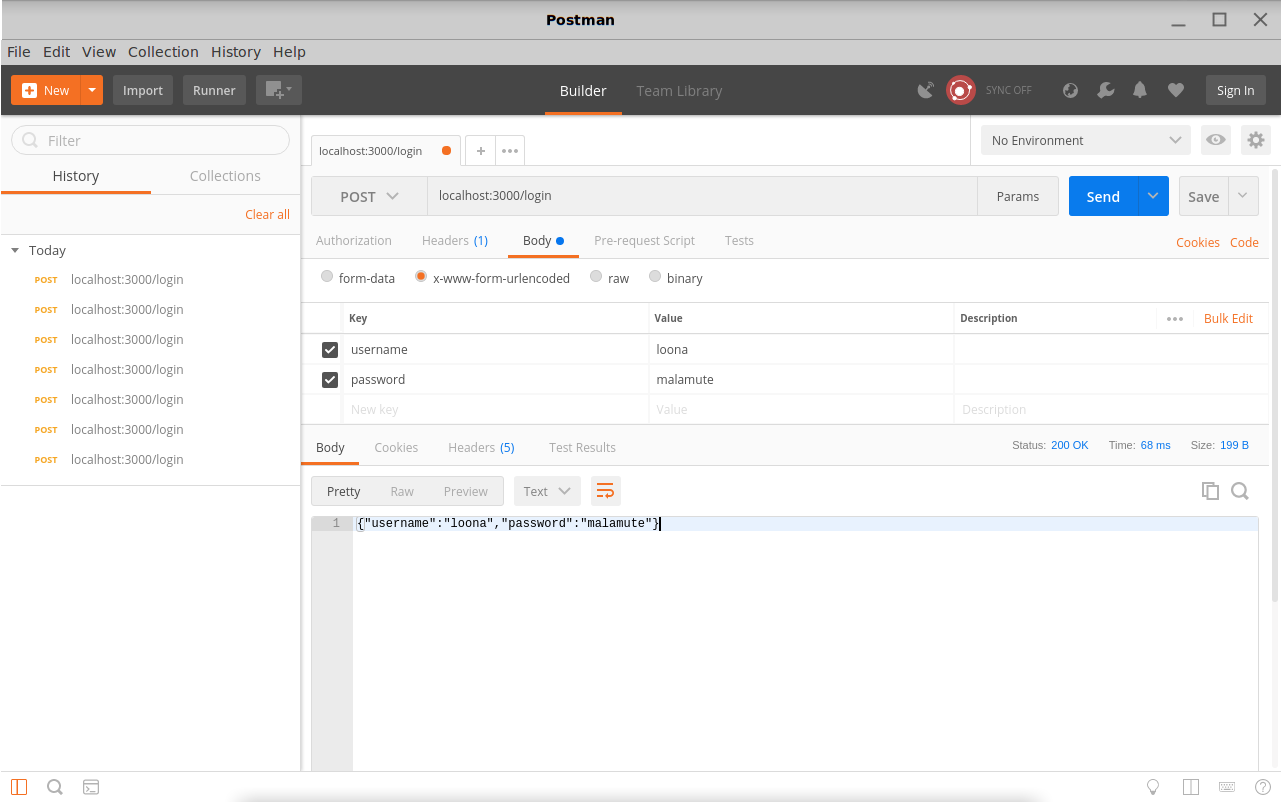 Postman
File Edit View Collection History Help
New Import Runner Builder Team Library SYNC OFF Sign In
Filter
History Collections
Clear all
Today
POST localhost:3000/login
POST localhost:3000/login
POST localhost:3000/login
POST localhost:3000/login
POST localhost:3000/login
POST localhost:3000/login
POST localhost:3000/login
localhost:3000/login + No Environment
POST localhost:3000/login Params Send Save
Authorization Headers (1) Body Pre-request Script Tests Cookies Code
form-data x-www-form-urlencoded raw binary
Key Value Description Bulk Edit
username loona
password malamute
New key Value Description
Body Cookies Headers (5) Test Results Status: 200 OK Time: 68 ms Size: 199 B
Pretty Raw Preview Text
1 {"username":"loona","password":"malamute"}